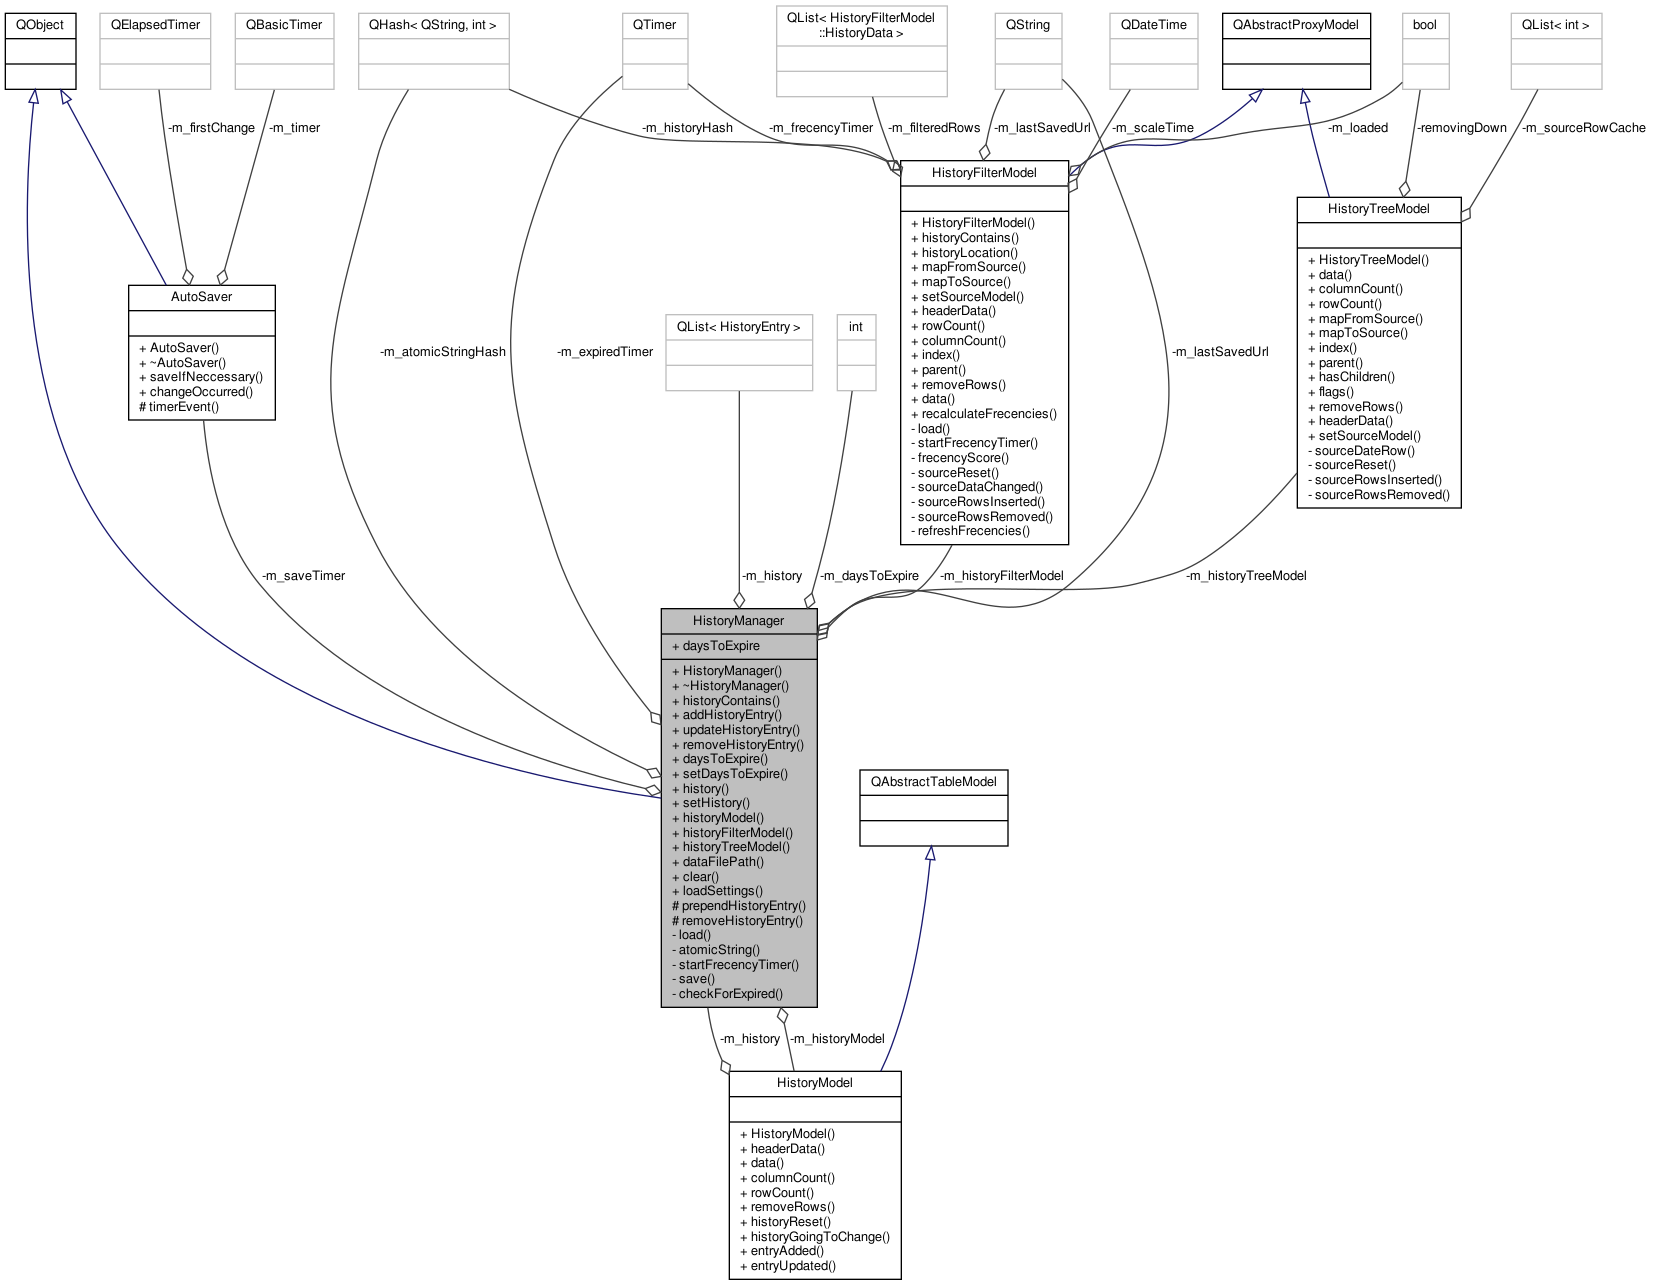 QObject
QElapsedTimer
QBasicTimer
QHash< QString, int >
QTimer
QList< HistoryFilterModel
::HistoryData >
QString
QDateTime
QAbstractProxyModel
bool
QList< int >
-m_firstChange
-m_timer
-m_historyHash
-m_frecencyTimer
-m_filteredRows
-m_lastSavedUrl
-m_scaleTime
-m_loaded
-removingDown
-m_sourceRowCache
HistoryFilterModel
+ HistoryFilterModel()
+ historyContains()
+ historyLocation()
+ mapFromSource()
+ mapToSource()
+ setSourceModel()
+ headerData()
+ rowCount()
+ columnCount()
+ index()
+ parent()
+ removeRows()
+ data()
+ recalculateFrecencies()
- load()
- startFrecencyTimer()
- frecencyScore()
- sourceReset()
- sourceDataChanged()
- sourceRowsInserted()
- sourceRowsRemoved()
- refreshFrecencies()
HistoryTreeModel
+ HistoryTreeModel()
+ data()
+ columnCount()
+ rowCount()
+ mapFromSource()
+ mapToSource()
+ index()
+ parent()
+ hasChildren()
+ flags()
+ removeRows()
+ headerData()
+ setSourceModel()
- sourceDateRow()
- sourceReset()
- sourceRowsInserted()
- sourceRowsRemoved()
AutoSaver
+ AutoSaver()
+ ~AutoSaver()
+ saveIfNeccessary()
+ changeOccurred()
# timerEvent()
QList< HistoryEntry >
int
-m_atomicStringHash
-m_expiredTimer
-m_lastSavedUrl
-m_saveTimer
-m_history
-m_daysToExpire
-m_historyFilterModel
-m_historyTreeModel
HistoryManager
+ daysToExpire
+ HistoryManager()
+ ~HistoryManager()
+ historyContains()
+ addHistoryEntry()
+ updateHistoryEntry()
+ removeHistoryEntry()
+ daysToExpire()
+ setDaysToExpire()
+ history()
+ setHistory()
+ historyModel()
+ historyFilterModel()
+ historyTreeModel()
+ dataFilePath()
+ clear()
+ loadSettings()
# prependHistoryEntry()
# removeHistoryEntry()
- load()
- atomicString()
- startFrecencyTimer()
- save()
- checkForExpired()
QAbstractTableModel
-m_history
-m_historyModel
HistoryModel
+ HistoryModel()
+ headerData()
+ data()
+ columnCount()
+ rowCount()
+ removeRows()
+ historyReset()
+ historyGoingToChange()
+ entryAdded()
+ entryUpdated()